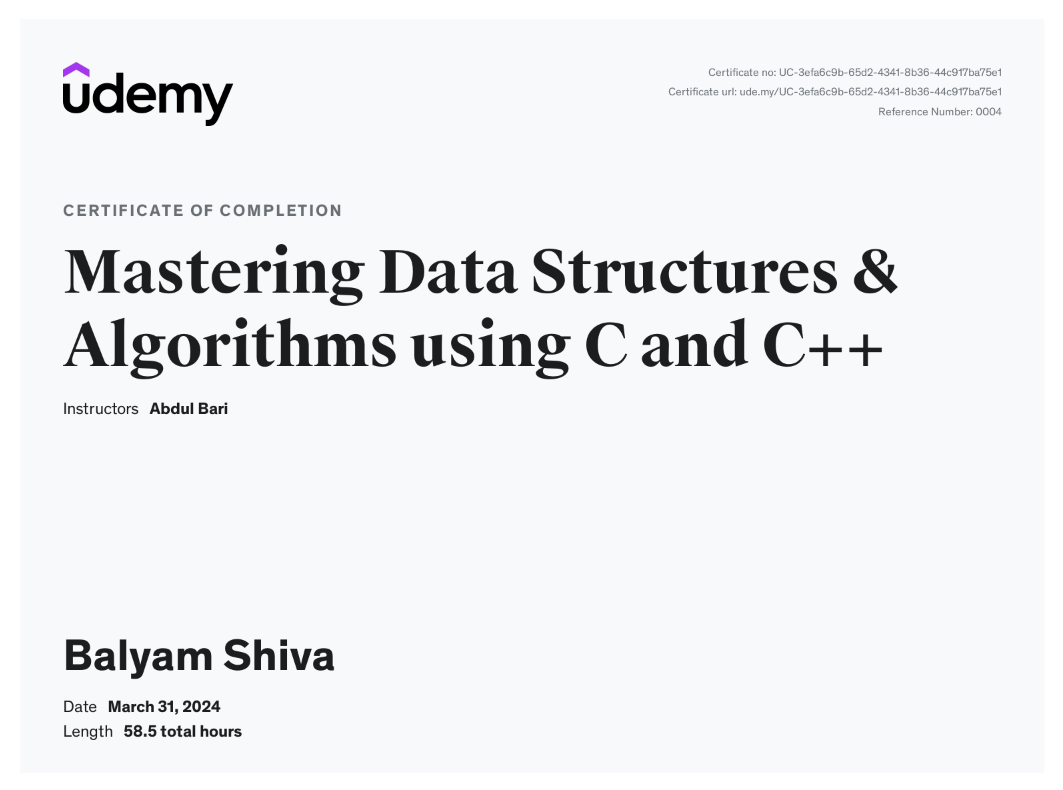 udemy
Certificate no: UC-3efa6c9b-65d2-4341-8b36-44c917ba75e1
Certificate url: ude.my/UC-3efa6c9b-65d2-4341-8b36-44c917ba75e1
Reference Number: 0004
CERTIFICATE OF COMPLETION
Mastering Data Structures &
Algorithms using C and C++
Instructors Abdul Bari
Balyam Shiva
Date March 31, 2024
Length 58.5 total hours